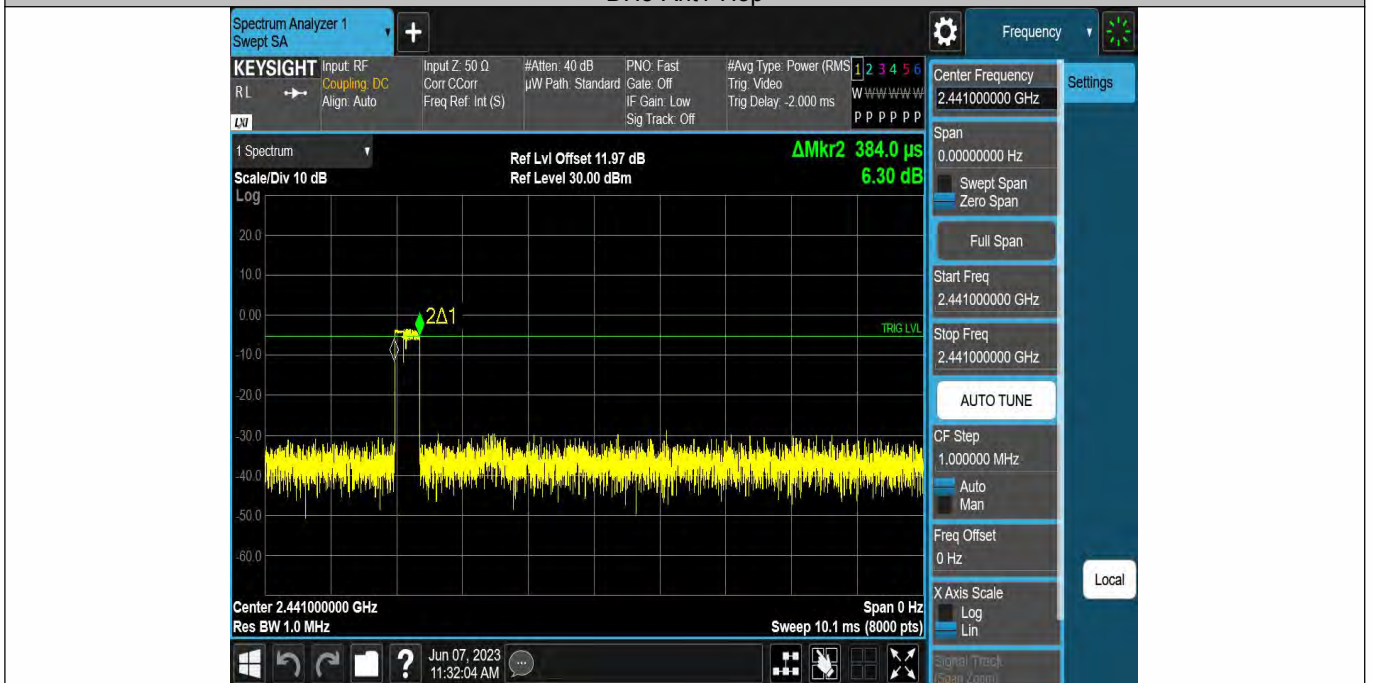 Spectrum Analyzer 1
Swept SA
+
Frequency
KEYSIGHT
RL
LXI
Input: RF
Coupling: DC
Align: Auto
Input Z: 50 Ω
Corr CCorr
Freq Ref: Int (S)
#Atten: 40 dB
µW Path: Standard
PNO: Fast
Gate: Off
IF Gain: Low
Sig Track: Off
#Avg Type: Power (RMS
Trig: Video
Trig Delay: -2.000 ms
1 2 3 4 5 6
W W W W W W
P P P P P P
Center Frequency
2.441000000 GHz
Settings
1 Spectrum
Scale/Div 10 dB
Log
Ref Lvl Offset 11.97 dB
Ref Level 30.00 dBm
ΔMkr2 384.0 µs
6.30 dB
Span
0.00000000 Hz
Swept Span
Zero Span
Full Span
Start Freq
2.441000000 GHz
Stop Freq
2.441000000 GHz
AUTO TUNE
CF Step
1.000000 MHz
Auto
Man
Freq Offset
0 Hz
X Axis Scale
Log
Lin
Signal Track
(Span Zoom)
Local
20.0
10.0
0.00
-10.0
-20.0
-30.0
-40.0
-50.0
-60.0
2Δ1
TRIG LVL
Center 2.441000000 GHz
Res BW 1.0 MHz
Span 0 Hz
Sweep 10.1 ms (8000 pts)
?
Jun 07, 2023
11:32:04 AM